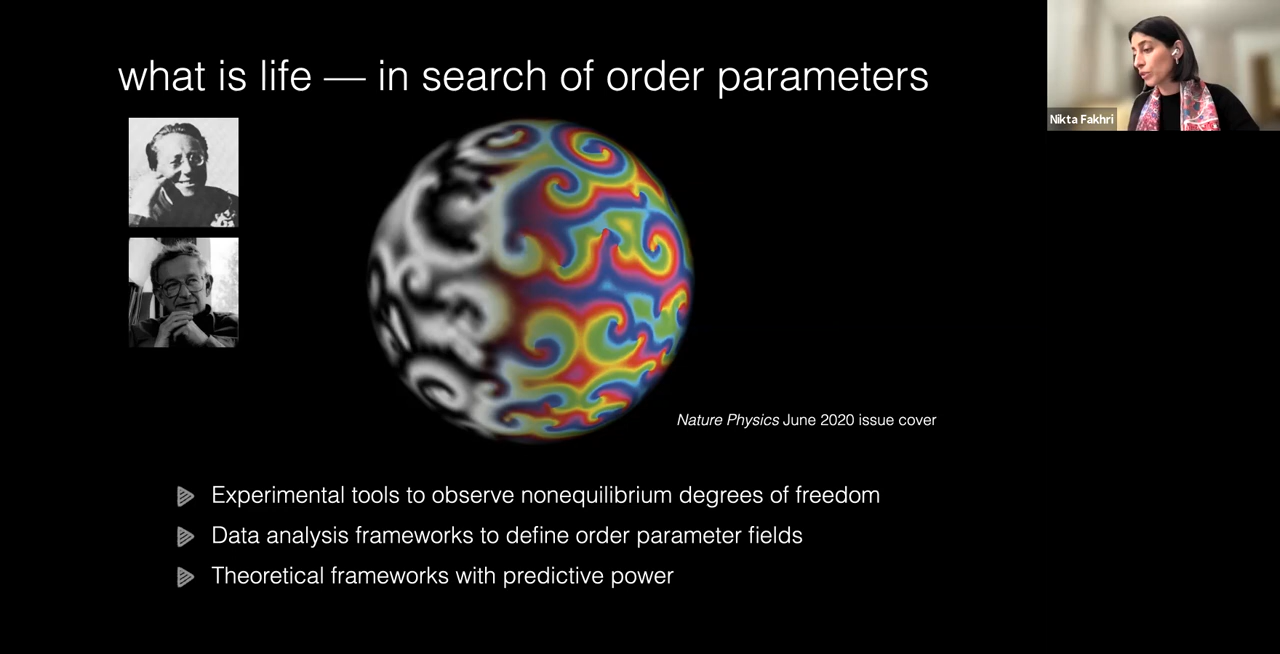 what is life — in search of order parameters
Nikta Fakhri
Nature Physics June 2020 issue cover
Experimental tools to observe nonequilibrium degrees of freedom
Data analysis frameworks to define order parameter fields
Theoretical frameworks with predictive power